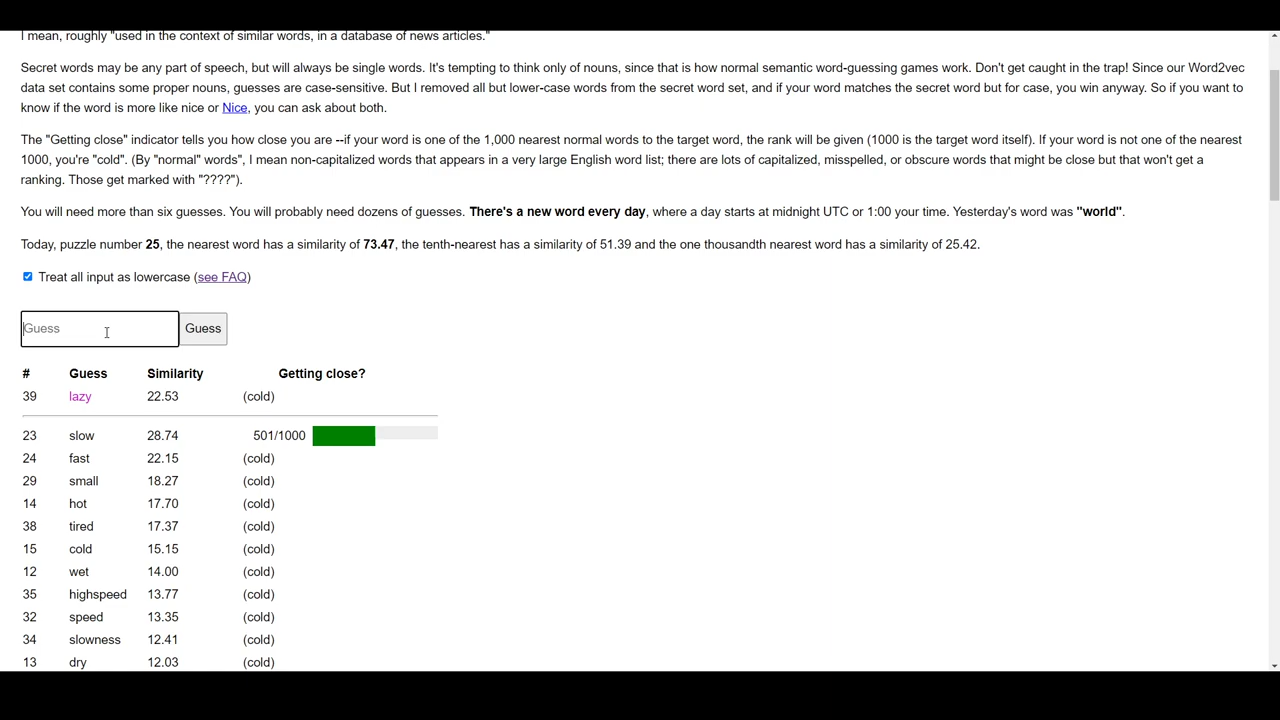 I mean, roughly "used in the context of similar words, in a database of news articles."
Secret words may be any part of speech, but will always be single words. It's tempting to think only of nouns, since that is how normal semantic word-guessing games work. Don't get caught in the trap! Since our Word2vec
data set contains some proper nouns, guesses are case-sensitive. But I removed all but lower-case words from the secret word set, and if your word matches the secret word but for case, you win anyway. So if you want to
know if the word is more like nice or Nice, you can ask about both.
The "Getting close" indicator tells you how close you are --if your word is one of the 1,000 nearest normal words to the target word, the rank will be given (1000 is the target word itself). If your word is not one of the nearest
1000, you're "cold". (By "normal" words", I mean non-capitalized words that appears in a very large English word list; there are lots of capitalized, misspelled, or obscure words that might be close but that won't get a
ranking. Those get marked with "????").
You will need more than six guesses. You will probably need dozens of guesses. There's a new word every day, where a day starts at midnight UTC or 1:00 your time. Yesterday's word was "world".
Today, puzzle number 25, the nearest word has a similarity of 73.47, the tenth-nearest has a similarity of 51.39 and the one thousandth nearest word has a similarity of 25.42.
Treat all input as lowercase (see FAQ)
Guess Guess
# Guess Similarity Getting close?
39 lazy 22.53 (cold)
23 slow 28.74 501/1000
24 fast 22.15 (cold)
29 small 18.27 (cold)
14 hot 17.70 (cold)
38 tired 17.37 (cold)
15 cold 15.15 (cold)
12 wet 14.00 (cold)
35 highspeed 13.77 (cold)
32 speed 13.35 (cold)
34 slowness 12.41 (cold)
13 dry 12.03 (cold)